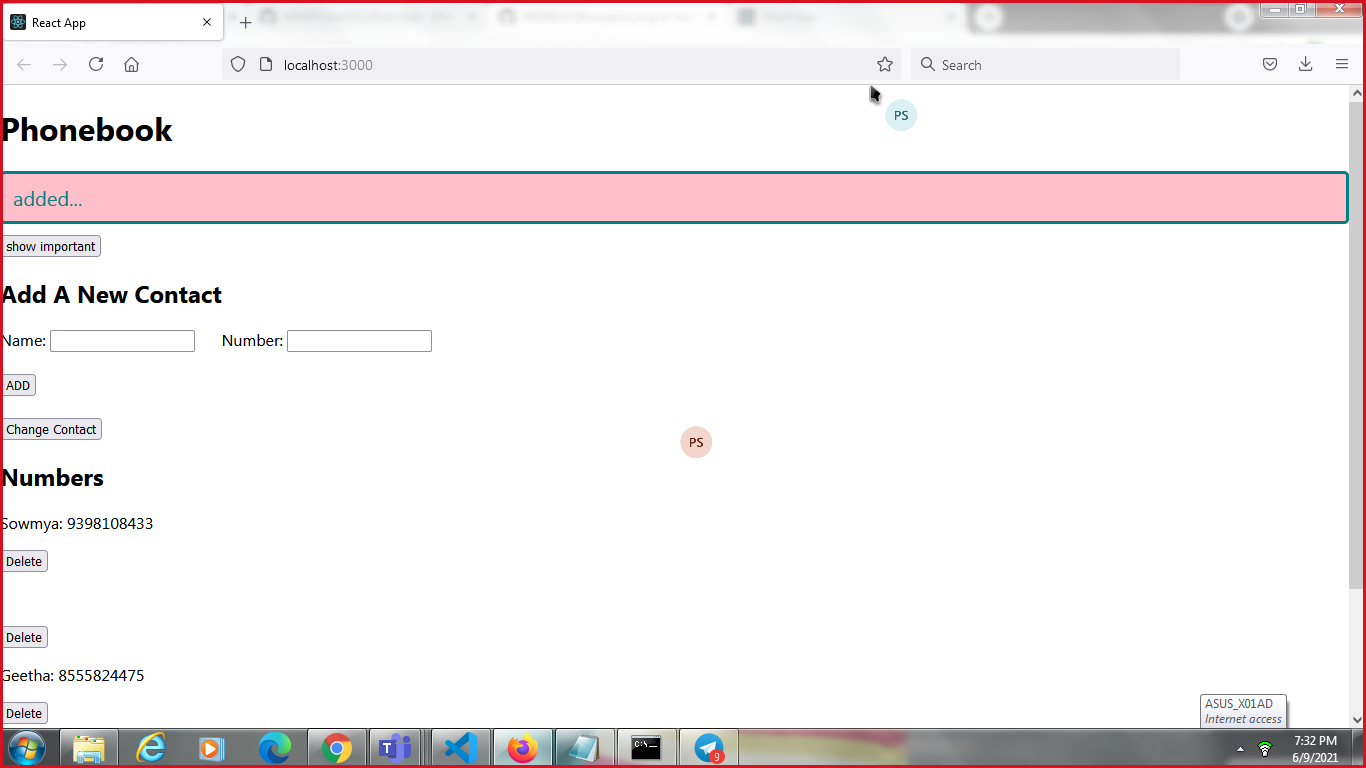 React App
localhost:3000
Search
PS
Phonebook
added...
show important
Add A New Contact
Name: Number:
ADD
Change Contact
PS
Numbers
Sowmya: 9398108433
Delete
Delete
Geetha: 8555824475
Delete
ASUS_X01AD
Internet access
9
7:32 PM
6/9/2021